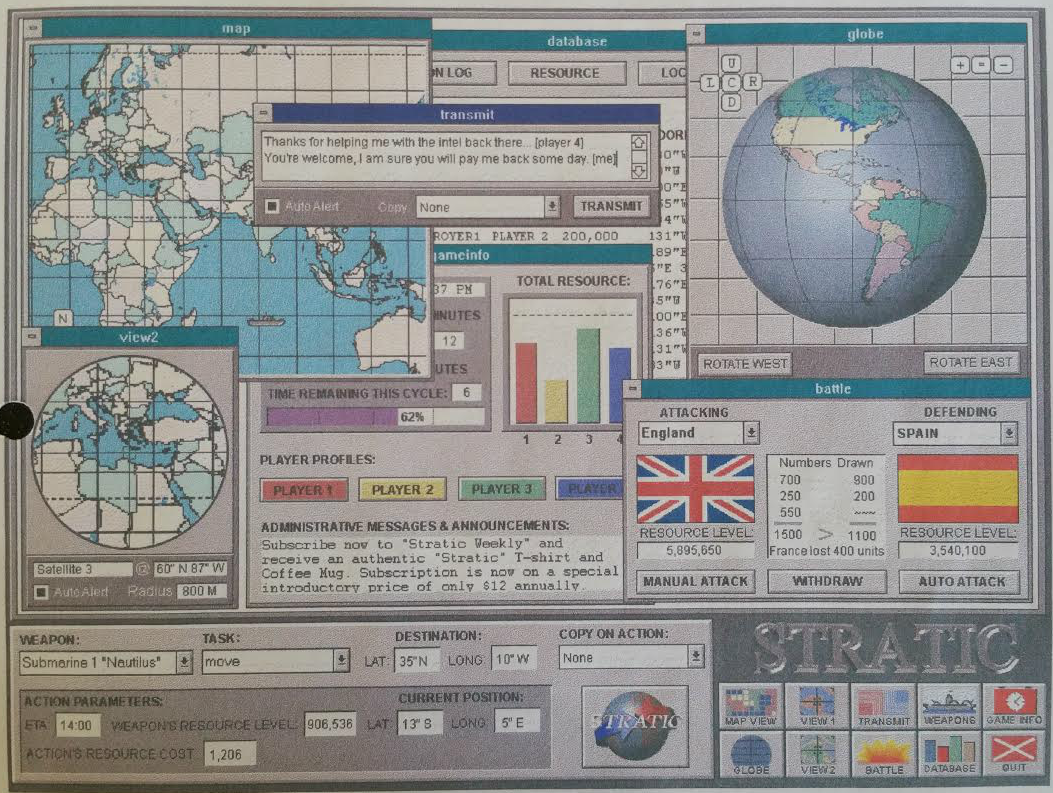 map
database
globe
N LOG
RESOURCE
LOC
U
L C R
D
+ = -
transmit
Thanks for helping me with the intel back there... [player 4]
You're welcome, I am sure you will pay me back some day. [me]
Auto Alert
Copy
None
TRANSMIT
ROYER1 PLAYER 2 200,000 131"W
gameinfo
37 PM
INUTES
12
UTES
TIME REMAINING THIS CYCLE: 6
62%
TOTAL RESOURCE:
1 2 3 4
PLAYER PROFILES:
PLAYER 1
PLAYER 2
PLAYER 3
PLAYER
ADMINISTRATIVE MESSAGES & ANNOUNCEMENTS:
Subscribe now to "Stratic Weekly" and
receive an authentic "Stratic" T-shirt and
Coffee Mug. Subscription is now on a special
introductory price of only $12 annually.
N
view2
Satellite 3 @ 60"N 87"W
Auto Alert Radius 800 M
ROTATE WEST
ROTATE EAST
battle
ATTACKING
DEFENDING
England
SPAIN
Numbers Drawn
700 900
250 200
550 ~~~
1500 > 1100
France lost 400 units
RESOURCE LEVEL:
5,895,650
RESOURCE LEVEL:
3,540,100
MANUAL ATTACK
WITHDRAW
AUTO ATTACK
WEAPON:
Submarine 1 "Nautilus"
TASK:
move
DESTINATION:
LAT: 35"N LONG: 10"W
COPY ON ACTION:
None
ACTION PARAMETERS:
ETA 14:00 WEAPON'S RESOURCE LEVEL: 906,536
ACTION'S RESOURCE COST 1,206
CURRENT POSITION:
LAT: 13"S LONG: 5"E
STRATIC
STRATIC
MAP VIEW
VIEW 1
TRANSMIT
WEAPONS
GAME INFO
GLOBE
VIEW2
BATTLE
DATABASE
QUIT